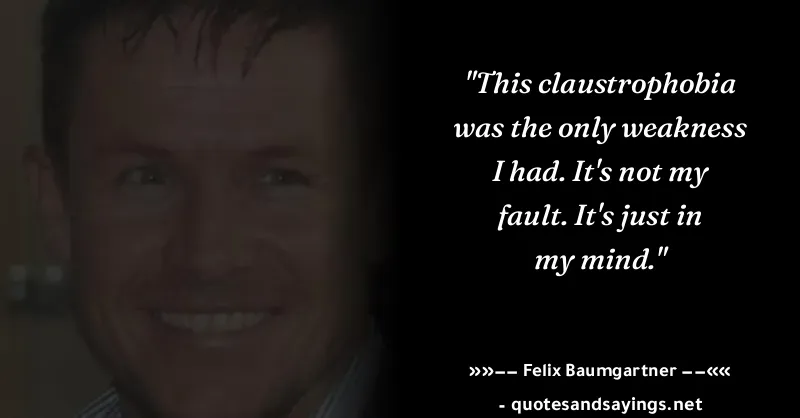 "This claustrophobia
was the only weakness
I had. It's not my
fault. It's just in
my mind."
»»−− Felix Baumgartner −−««
- quotesandsayings.net